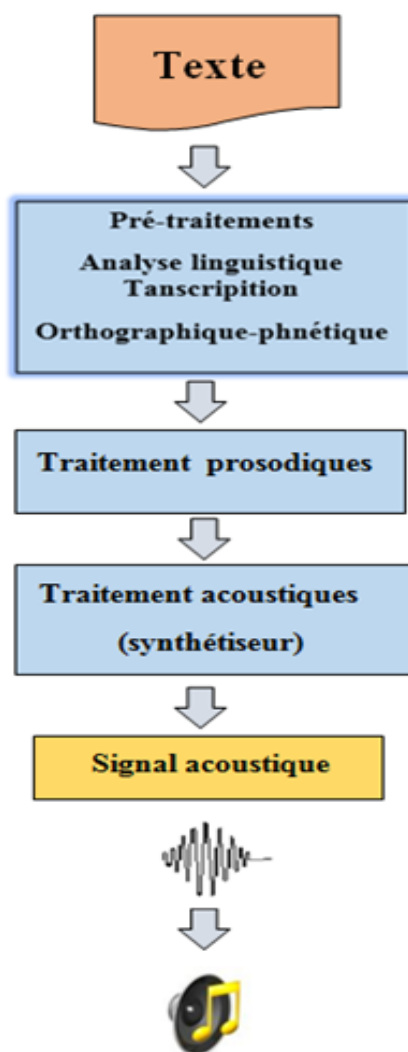 Texte
Pré-traitements
Analyse linguistique
Tanscripition
Orthographique-phnétique
Traitement prosodiques
Traitement acoustiques
(synthétiseur)
Signal acoustique